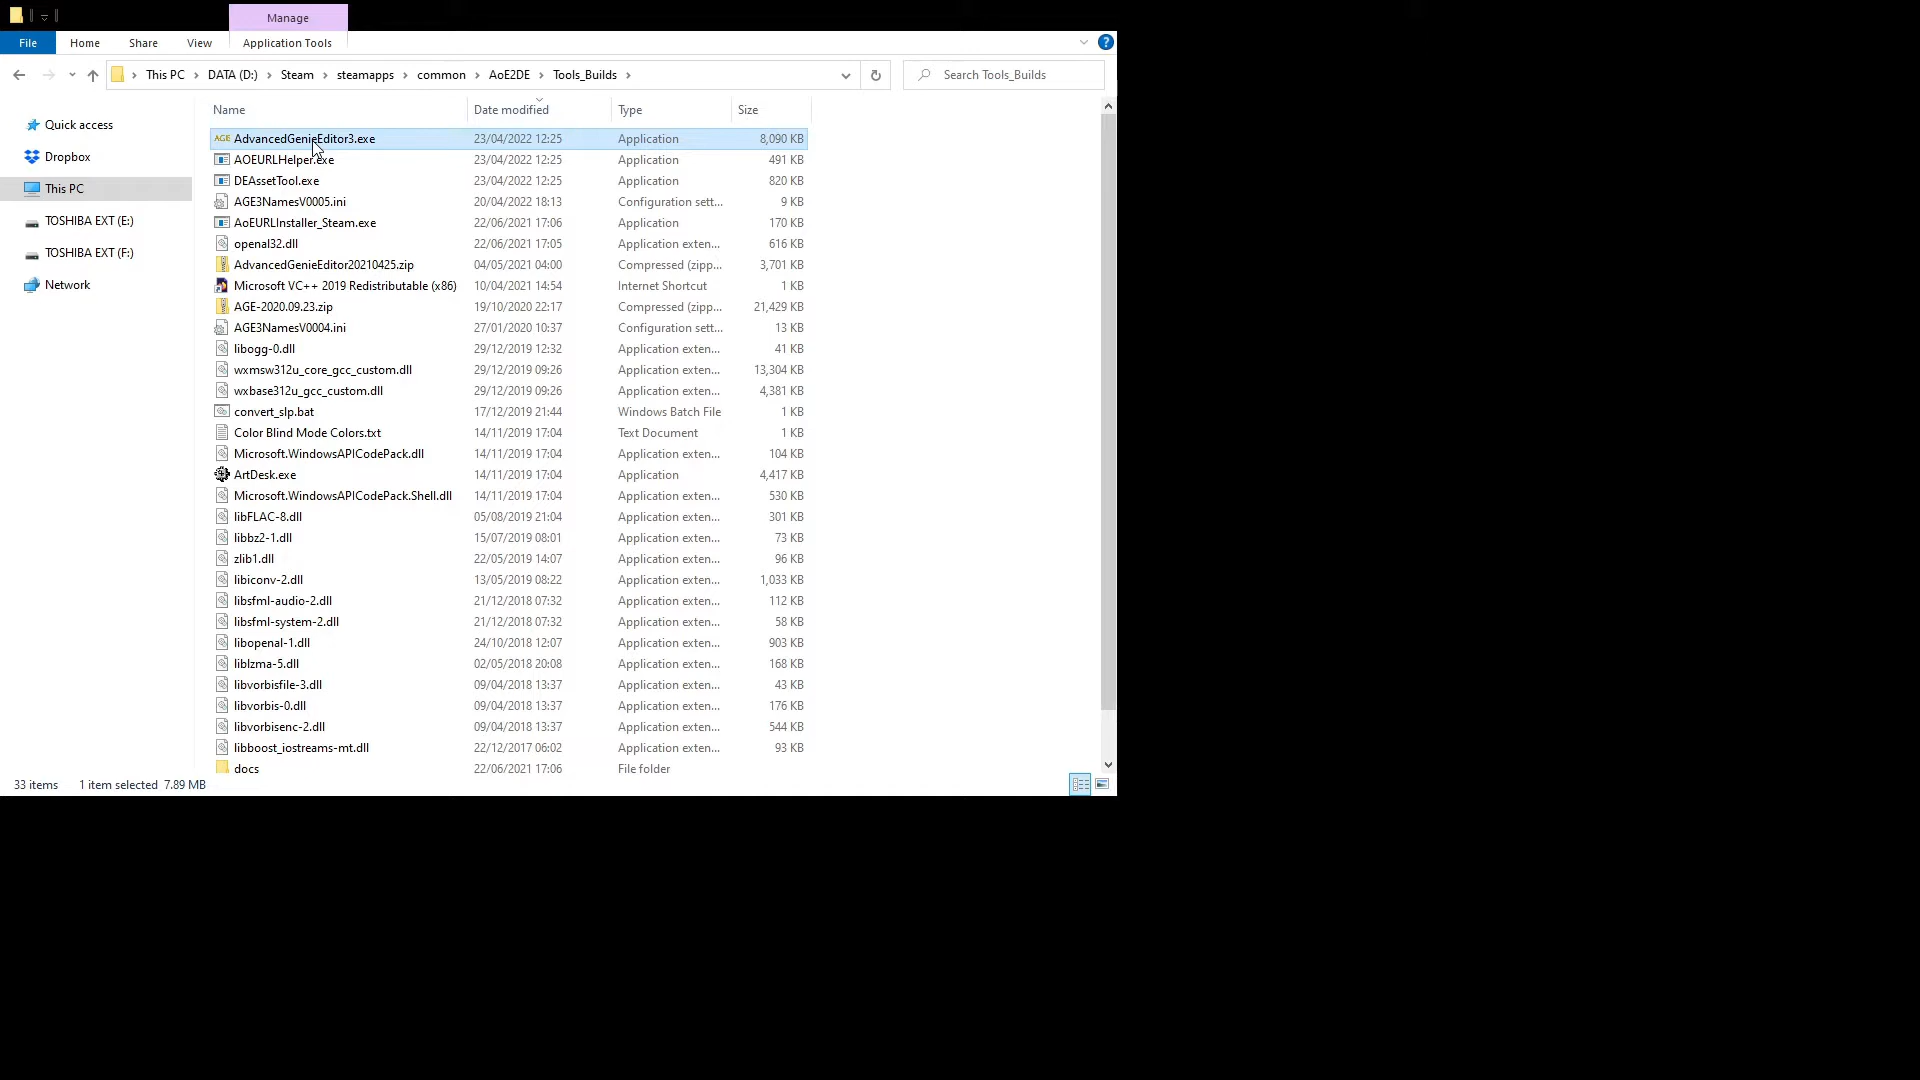 Manage
File Home Share View Application Tools ?
This PC > DATA (D:) > Steam > steamapps > common > AoE2DE > Tools_Builds > Search Tools_Builds
Name Date modified Type Size
Quick access
Dropbox
This PC
TOSHIBA EXT (E:)
TOSHIBA EXT (F:)
Network
AGE AdvancedGenieEditor3.exe 23/04/2022 12:25 Application 8,090 KB
AOEURLHelper.exe 23/04/2022 12:25 Application 491 KB
DEAssetTool.exe 23/04/2022 12:25 Application 820 KB
AGE3NamesV0005.ini 20/04/2022 18:13 Configuration sett... 9 KB
AoEURLInstaller_Steam.exe 22/06/2021 17:06 Application 170 KB
openal32.dll 22/06/2021 17:05 Application exten... 616 KB
AdvancedGenieEditor20210425.zip 04/05/2021 04:00 Compressed (zipp... 3,701 KB
Microsoft VC++ 2019 Redistributable (x86) 10/04/2021 14:54 Internet Shortcut 1 KB
AGE-2020.09.23.zip 19/10/2020 22:17 Compressed (zipp... 21,429 KB
AGE3NamesV0004.ini 27/01/2020 10:37 Configuration sett... 13 KB
libogg-0.dll 29/12/2019 12:32 Application exten... 41 KB
wxmsw312u_core_gcc_custom.dll 29/12/2019 09:26 Application exten... 13,304 KB
wxbase312u_gcc_custom.dll 29/12/2019 09:26 Application exten... 4,381 KB
convert_slp.bat 17/12/2019 21:44 Windows Batch File 1 KB
Color Blind Mode Colors.txt 14/11/2019 17:04 Text Document 1 KB
Microsoft.WindowsAPICodePack.dll 14/11/2019 17:04 Application exten... 104 KB
ArtDesk.exe 14/11/2019 17:04 Application 4,417 KB
Microsoft.WindowsAPICodePack.Shell.dll 14/11/2019 17:04 Application exten... 530 KB
libFLAC-8.dll 05/08/2019 21:04 Application exten... 301 KB
libbz2-1.dll 15/07/2019 08:01 Application exten... 73 KB
zlib1.dll 22/05/2019 14:07 Application exten... 96 KB
libiconv-2.dll 13/05/2019 08:22 Application exten... 1,033 KB
libsfml-audio-2.dll 21/12/2018 07:32 Application exten... 112 KB
libsfml-system-2.dll 21/12/2018 07:32 Application exten... 58 KB
libopenal-1.dll 24/10/2018 12:07 Application exten... 903 KB
liblzma-5.dll 02/05/2018 20:08 Application exten... 168 KB
libvorbisfile-3.dll 09/04/2018 13:37 Application exten... 43 KB
libvorbis-0.dll 09/04/2018 13:37 Application exten... 176 KB
libvorbisenc-2.dll 09/04/2018 13:37 Application exten... 544 KB
libboost_iostreams-mt.dll 22/12/2017 06:02 Application exten... 93 KB
docs 22/06/2021 17:06 File folder
33 items 1 item selected 7.89 MB